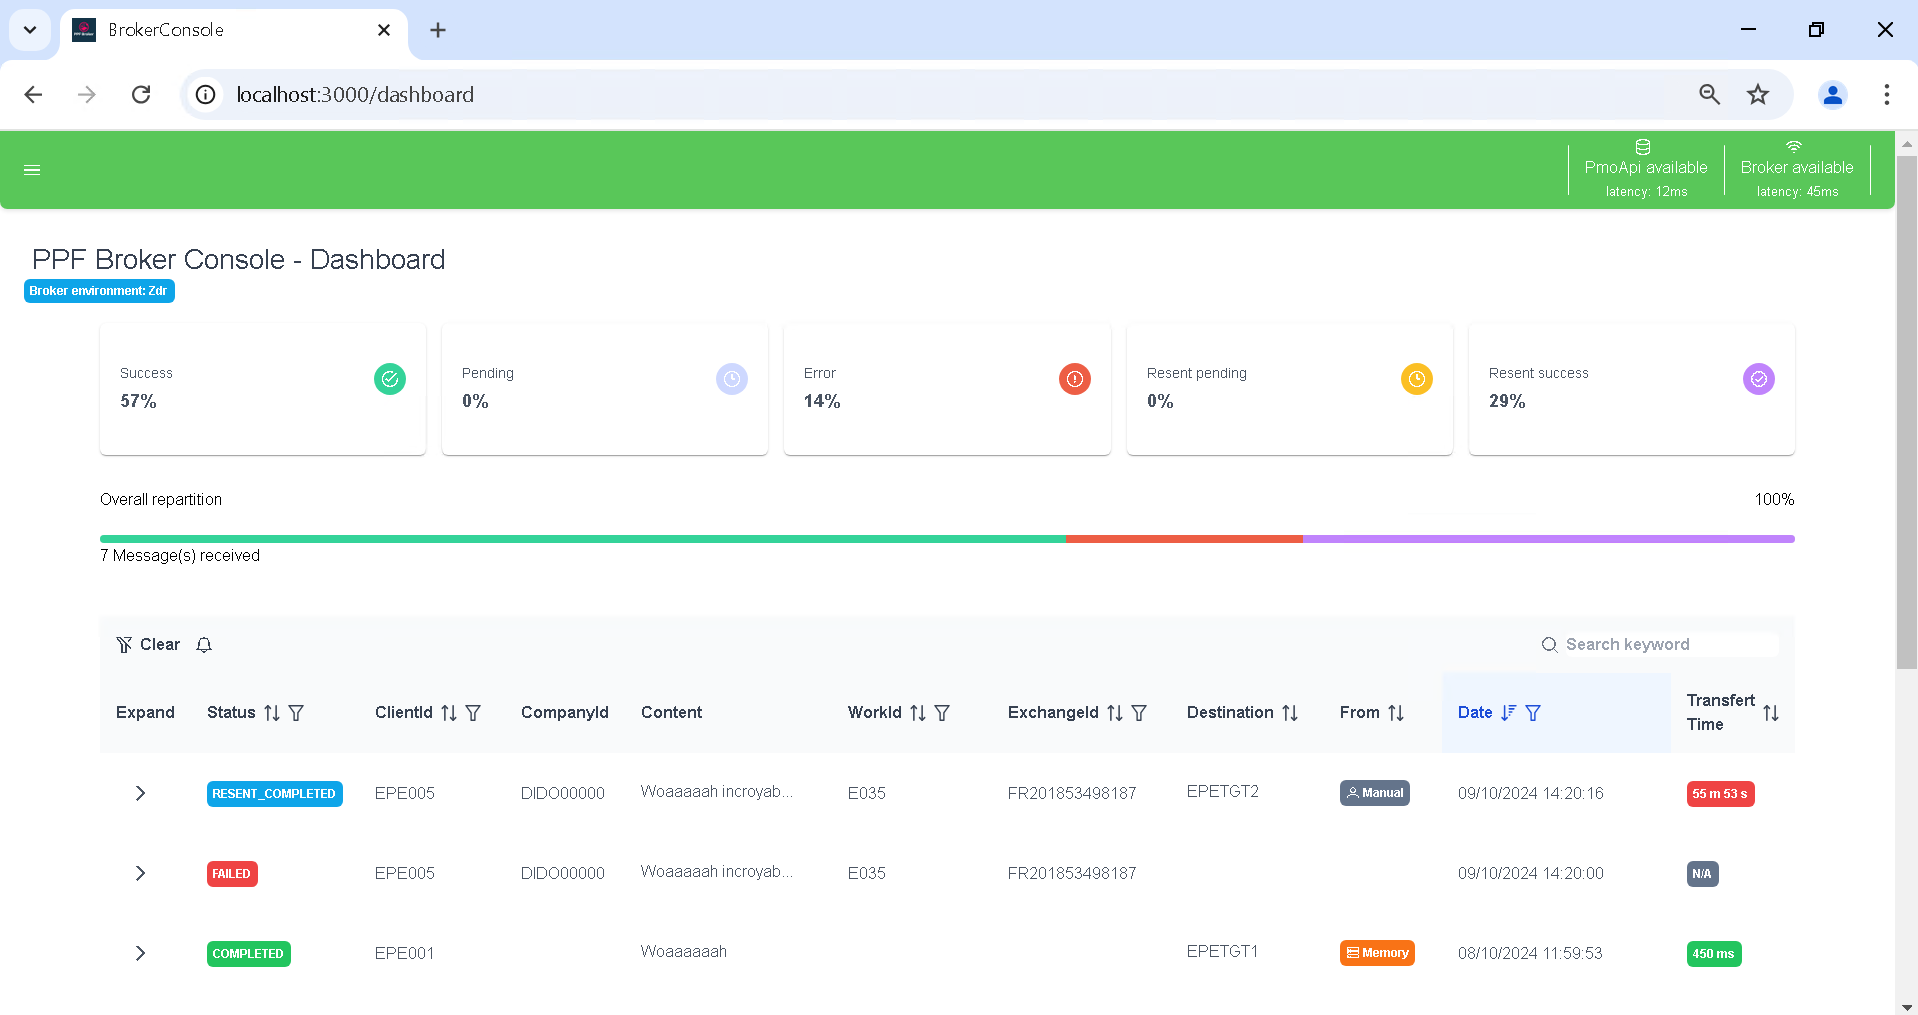 BrokerConsole
localhost:3000/dashboard
PmoApi available
latency: 12ms
Broker available
latency: 45ms
PPF Broker Console - Dashboard
Broker environment: Zdr
Success
57%
Pending
0%
Error
14%
Resent pending
0%
Resent success
29%
Overall repartition 100%
7 Message(s) received
Clear Search keyword
Expand Status ClientId CompanyId Content WorkId ExchangeId Destination From Date Transfert Time
RESENT_COMPLETED EPE005 DIDO00000 Woaaaaah incroyab... E035 FR201853498187 EPETGT2 Manual 09/10/2024 14:20:16 55 m 53 s
FAILED EPE005 DIDO00000 Woaaaaah incroyab... E035 FR201853498187 09/10/2024 14:20:00 N/A
COMPLETED EPE001 Woaaaaaah EPETGT1 Memory 08/10/2024 11:59:53 450 ms